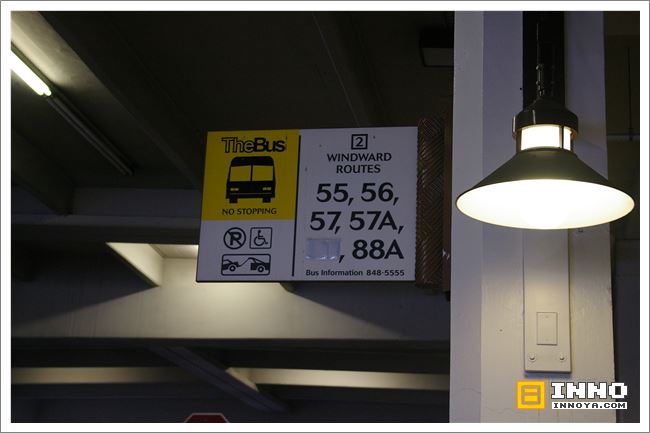 TheBus
NO STOPPING
P
2
WINDWARD
ROUTES
55, 56,
57, 57A,
, 88A
Bus Information 848-5555
INNO
INNOYA.COM